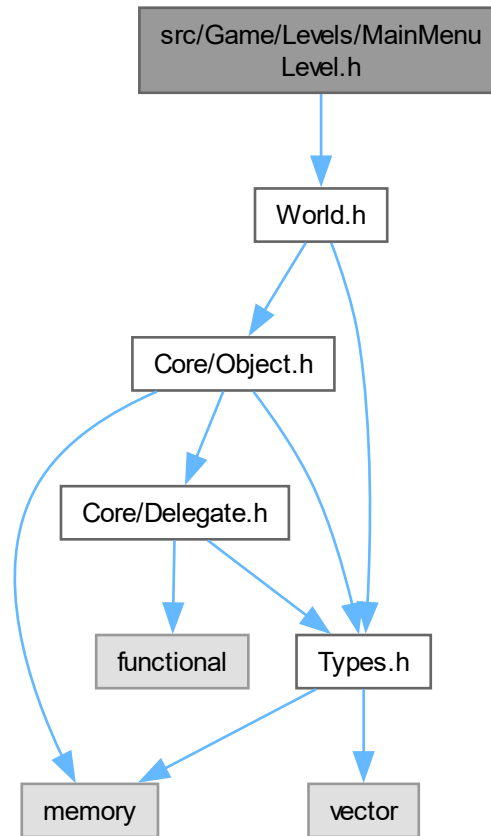 src/Game/Levels/MainMenu
Level.h
World.h
Core/Object.h
Core/Delegate.h
functional
Types.h
memory
vector